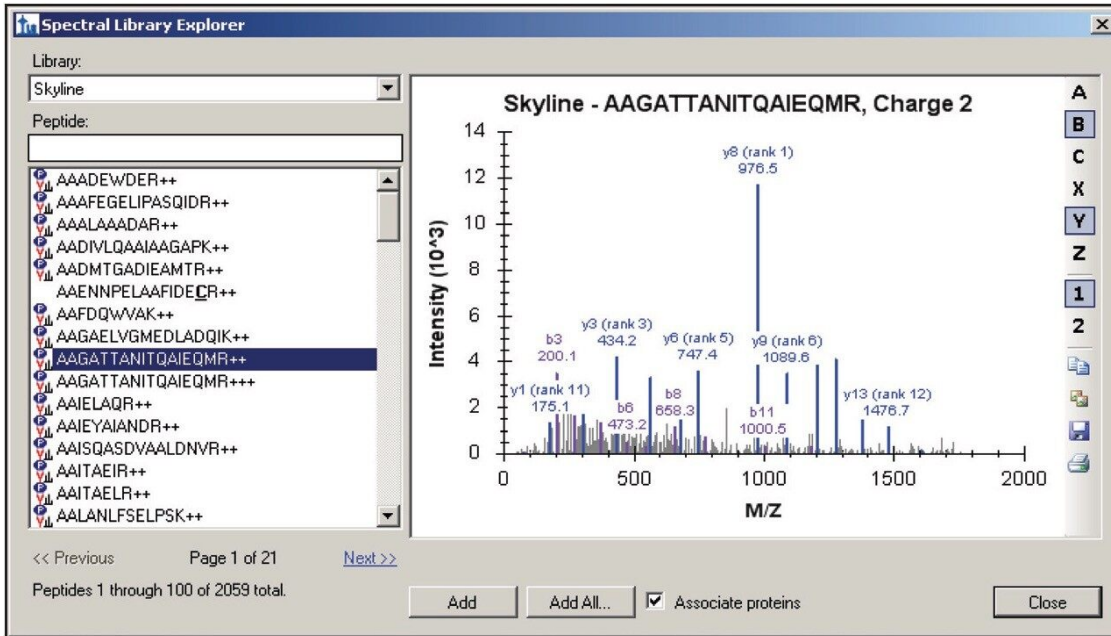 Spectral Library Explorer
Library:
Skyline
Peptide:
AAADEWDER++
AAAFEGELIPASQIDR++
AAALAAADAR++
AADIVLQAAIAAGAPK++
AADMTGADIEAMTR++
AAENNPELAAFIDECR++
AAFDQWVAK++
AAGAELVGMEDLADQIK++
AAGATTANITQAIEQMR++
AAGATTANITQAIEQMR+++
AAIELAQR++
AAIEYAIANDR++
AAISQASDVAALDNVR++
AAITAEIR++
AAITAELR++
AALANLFSELPSK++
<< Previous Page 1 of 21 Next >>
Peptides 1 through 100 of 2059 total.
Skyline - AAGATTANITQAIEQMR, Charge 2
Intensity (10^3)
14
12
10
8
6
4
2
0
y8 (rank 1)
976.5
b3
200.1
y3 (rank 3)
434.2
y6 (rank 5)
747.4
y9 (rank 6)
1089.6
y1 (rank 11)
175.1
b6
473.2
b8
658.3
b11
1000.5
y13 (rank 12)
1476.7
0 500 1000 1500 2000
M/Z
A
B
C
X
Y
Z
1
2
Add Add All... Associate proteins Close